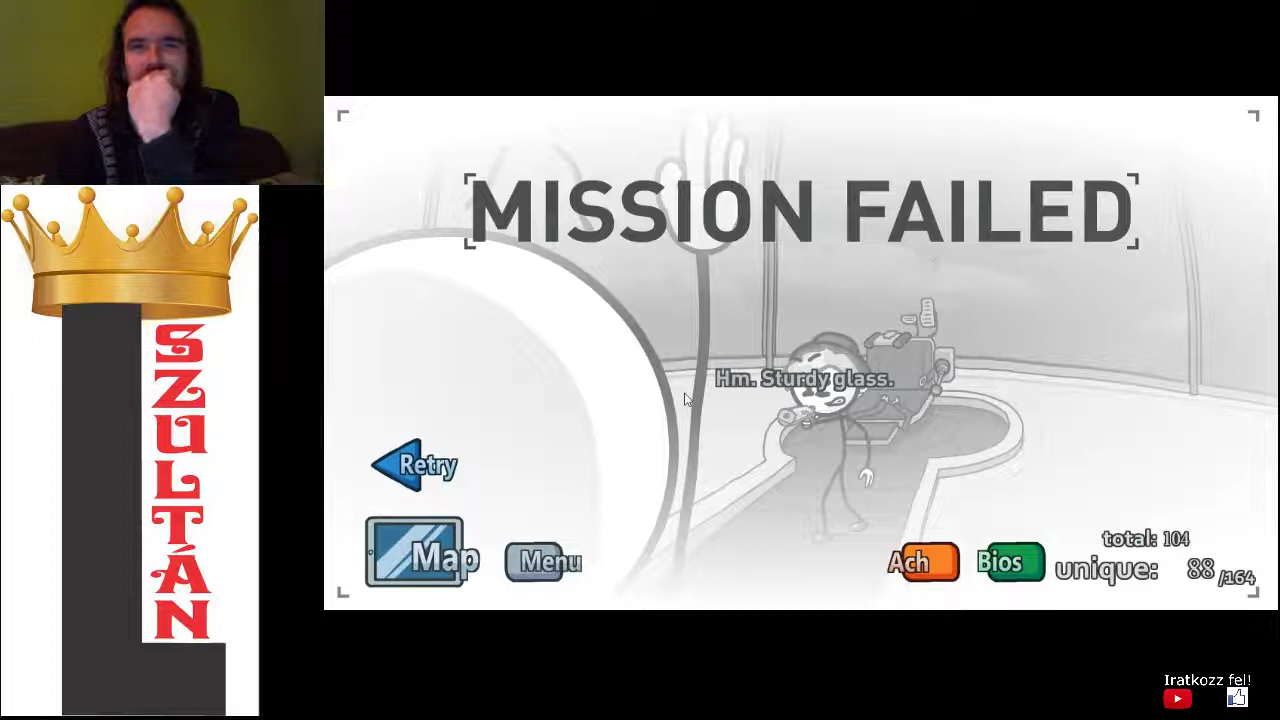 L
SZULTÁN
MISSION FAILED
Hm. Sturdy glass.
Retry
Map
Menu
Ach
Bios
total: 104
unique: 88 /164
Iratkozz fel!